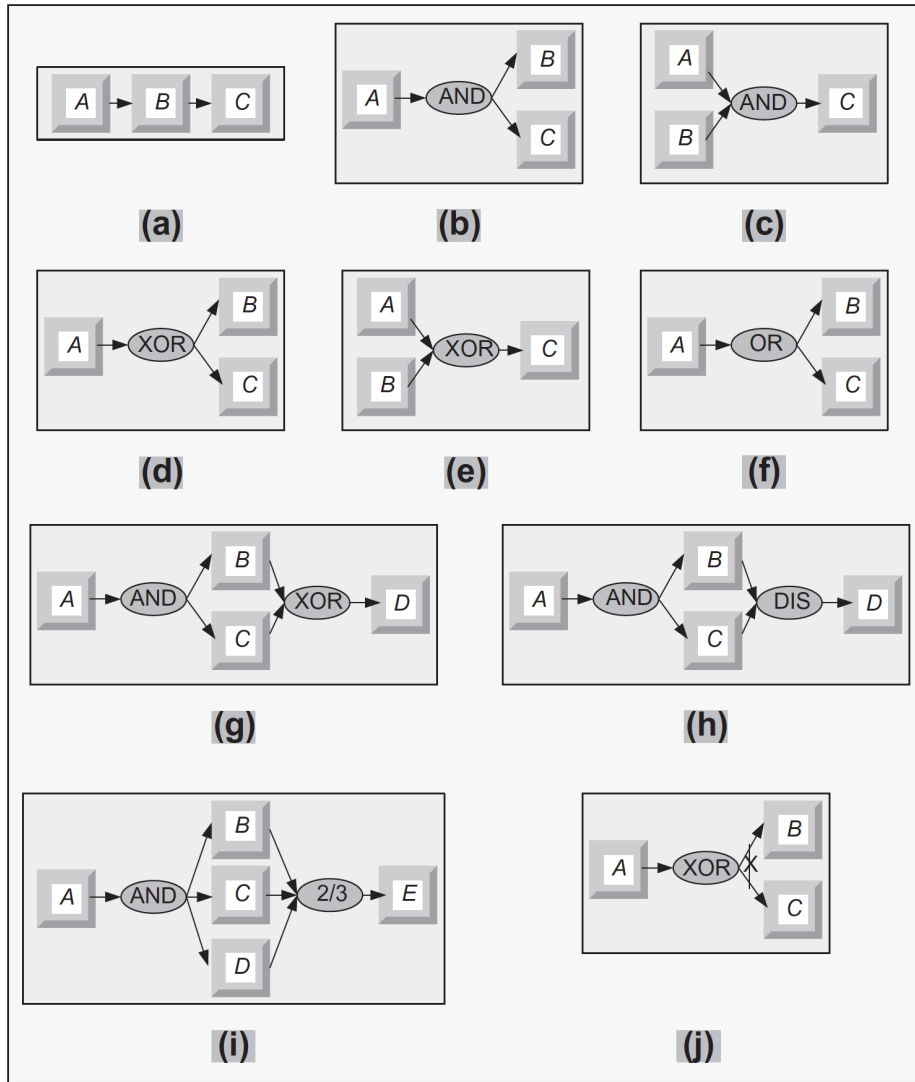 A B C
A AND B C
A B AND C
(a) (b) (c)
A XOR B C
A B XOR C
A OR B C
(d) (e) (f)
A AND B C XOR D
A AND B C DIS D
(g) (h)
A AND B C D 2/3 E
A XOR X B C
(i) (j)